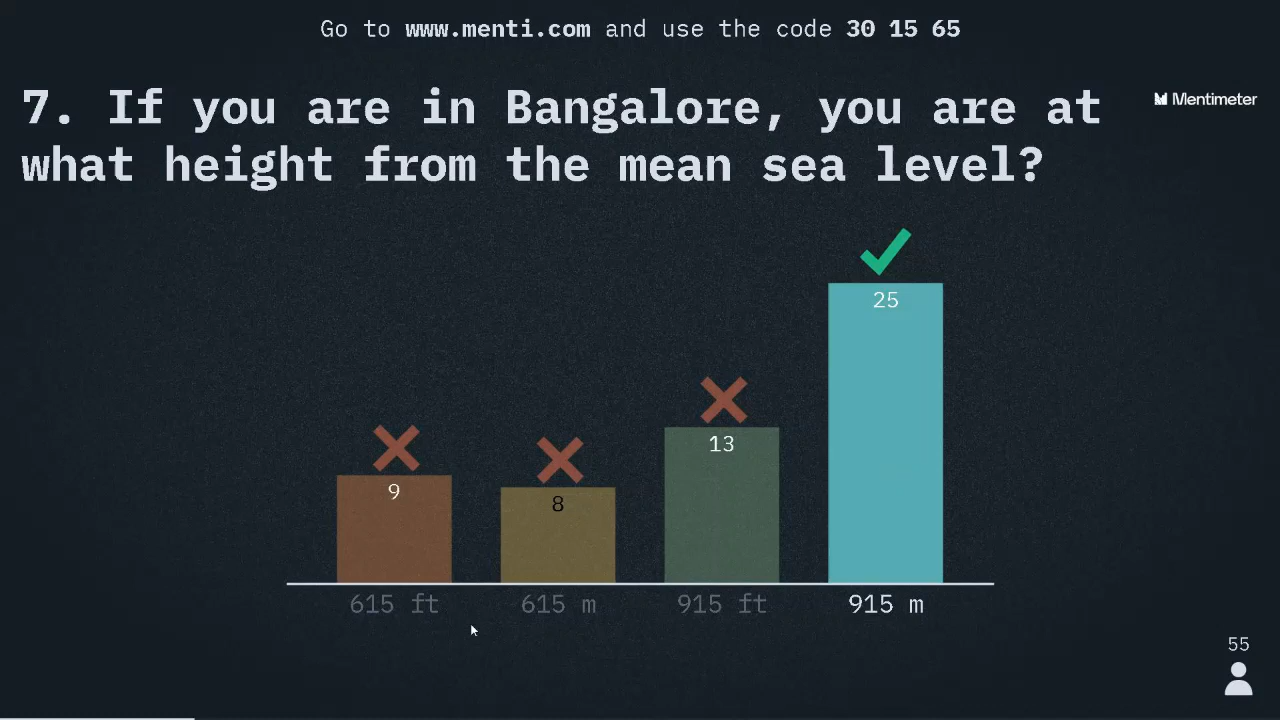 Go to www.menti.com and use the code 30 15 65
7. If you are in Bangalore, you are at
what height from the mean sea level?
Mentimeter
25
13
9
8
615 ft
615 m
915 ft
915 m
55